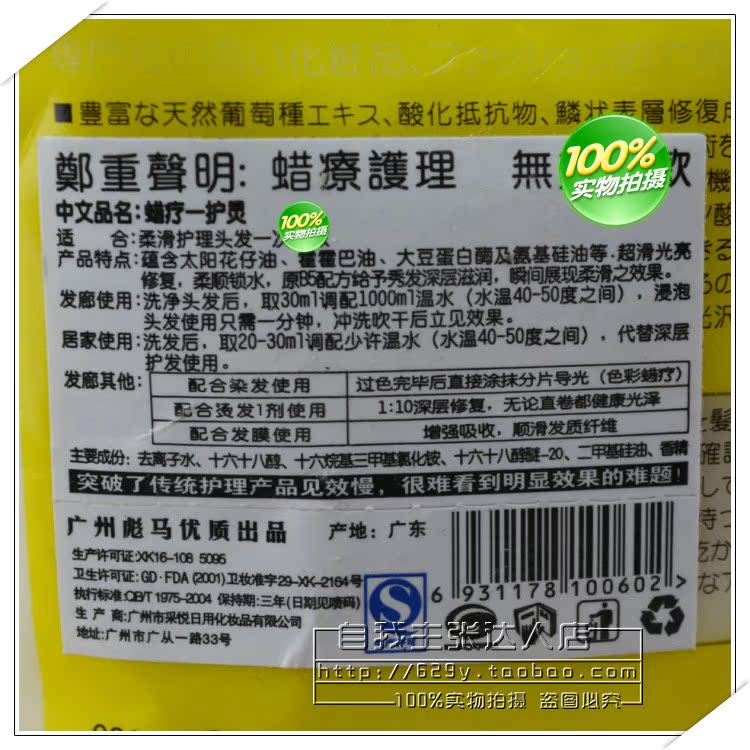 專門校の高い化粧品、ファッション的で
■豊富な天然葡萄種エキス、酸化抵抗物、鱗状表層修復
鄭重聲明: 蜡療護理 無
100%
实物拍摄
中文品名: 蜡疗一护烫
100%
实物拍摄
适 合:柔滑护理头发一次
产品特点:蕴含太阳花仔油、霍霍巴油、大豆蛋白酶及氨基硅油等·超滑光亮
修复，柔顺锁水，原B5配方给予秀发深层滋润，瞬间展现柔滑之效果。
发廊使用:洗净头发后，取30ml调配1000ml温水（水温40-50度之间），浸泡
头发使用只需一分钟，冲洗吹干后立见效果。
居家使用:洗发后，取20-30ml调配少许温水（水温40-50度之间），代替深层
护发使用。
发廊其他:
配合染发使用 过色完毕后直接涂抹分片导光（色彩蜡疗）
配合烫发1剂使用 1:10深层修复，无论直卷都健康光泽
配合发膜使用 增强吸收，顺滑发质纤维
主要成份: 去离子水、十六十八醇、十六烷基三甲基氯化铵、十六十八醇醚-20、二甲基硅油、香精
突破了传统护理产品见效慢，很难看到明显效果的难题!
广州彪马优质出品 产地: 广东
生产许可证:XK16-108 5095
卫生许可证:GD·FDA (2001)卫妆准字29-XK-2164号
执行标准:QB/T 1975-2004 保持期:三年(日期见喷码)
生 产 商:广州市采悦日用化妆品有限公司
地址:广州市广从一路33号
6 931178 100602 >
自我主张达人店
http://629y.taobao.com
100%实物拍摄 盗图必究